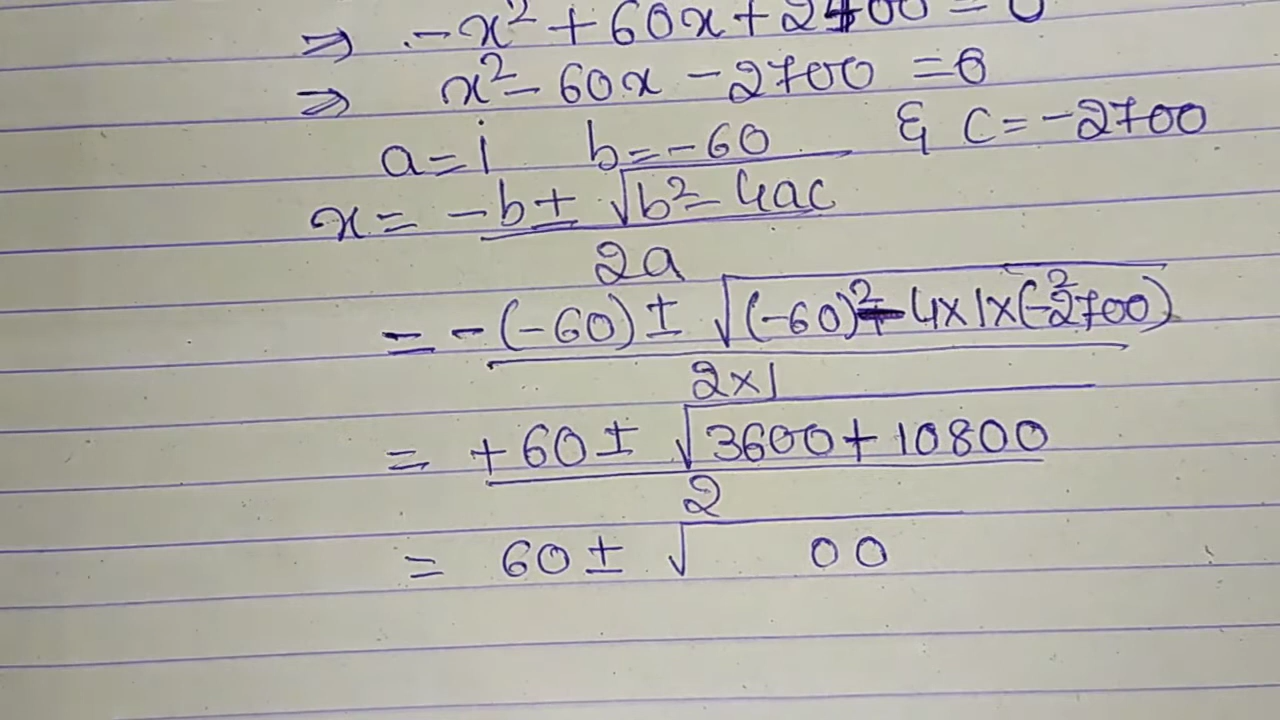 ⇒ -x² + 60x + 2700 = 0
⇒ x² - 60x - 2700 = 0
a = 1 b = -60 & c = -2700
x = -b ± √b² - 4ac
2a
= -(-60) ± √(-60)² - 4×1×(-2700)
2×1
= +60 ± √3600 + 10800
2
= 60 ± √ 00